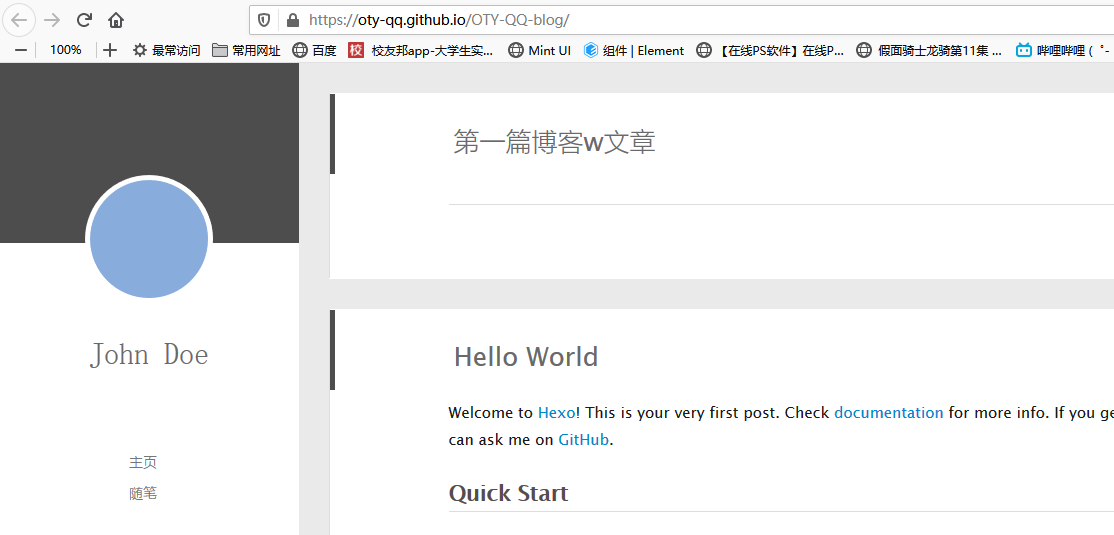 https://oty-qq.github.io/OTY-QQ-blog/
100% 最常访问 常用网址 百度 校 校友邦app-大学生实... Mint UI 组件 | Element 【在线PS软件】在线P... 假面骑士龙骑第11集 ... 哔哩哔哩 ( ゜-
第一篇博客w文章
John Doe
主页
随笔
Hello World
Welcome to Hexo! This is your very first post. Check documentation for more info. If you ge
can ask me on GitHub.
Quick Start